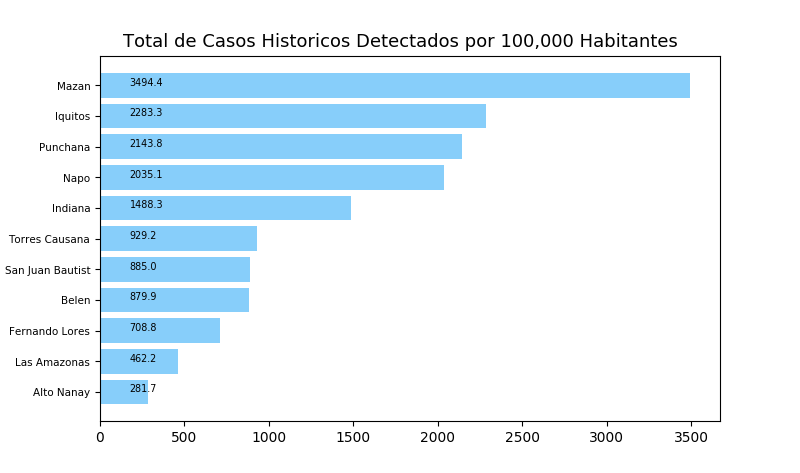 Total de Casos Historicos Detectados por 100,000 Habitantes
Mazan 3494.4
Iquitos 2283.3
Punchana 2143.8
Napo 2035.1
Indiana 1488.3
Torres Causana 929.2
San Juan Bautist 885.0
Belen 879.9
Fernando Lores 708.8
Las Amazonas 462.2
Alto Nanay 281.7
0 500 1000 1500 2000 2500 3000 3500